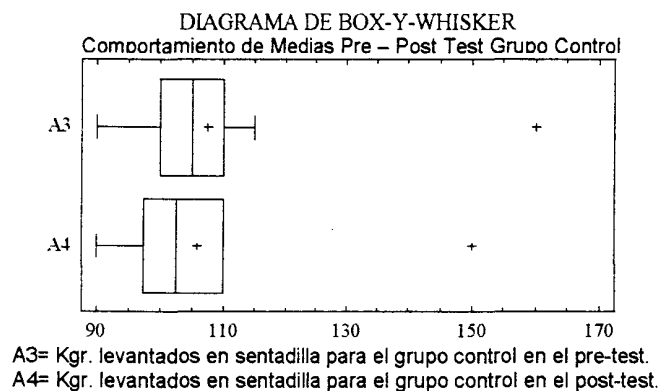 DIAGRAMA DE BOX-Y-WHISKER
Comportamiento de Medias Pre – Post Test Grupo Control
A3
A4
90 110 130 150 170
A3= Kgr. levantados en sentadilla para el grupo control en el pre-test.
A4= Kgr. levantados en sentadilla para el grupo control en el post-test